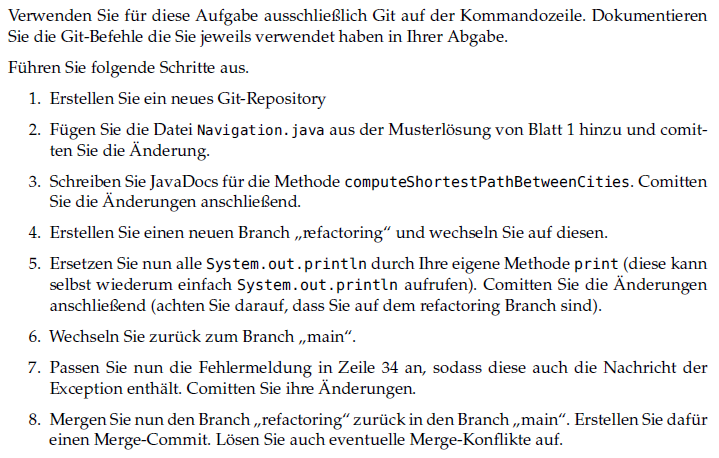 Verwenden Sie für diese Aufgabe ausschließlich Git auf der Kommandozeile. Dokumentieren
Sie die Git-Befehle die Sie jeweils verwendet haben in Ihrer Abgabe.
Führen Sie folgende Schritte aus.
1. Erstellen Sie ein neues Git-Repository
2. Fügen Sie die Datei Navigation.java aus der Musterlösung von Blatt 1 hinzu und comit-
ten Sie die Änderung.
3. Schreiben Sie JavaDocs für die Methode computeShortestPathBetweenCities. Comitten
Sie die Änderungen anschließend.
4. Erstellen Sie einen neuen Branch „refactoring“ und wechseln Sie auf diesen.
5. Ersetzen Sie nun alle System.out.println durch Ihre eigene Methode print (diese kann
selbst wiederum einfach System.out.println aufrufen). Comitten Sie die Änderungen
anschließend (achten Sie darauf, dass Sie auf dem refactoring Branch sind).
6. Wechseln Sie zurück zum Branch „main“.
7. Passen Sie nun die Fehlermeldung in Zeile 34 an, sodass diese auch die Nachricht der
Exception enthält. Comitten Sie ihre Änderungen.
8. Mergen Sie nun den Branch „refactoring“ zurück in den Branch „main“. Erstellen Sie dafür
einen Merge-Commit. Lösen Sie auch eventuelle Merge-Konflikte auf.